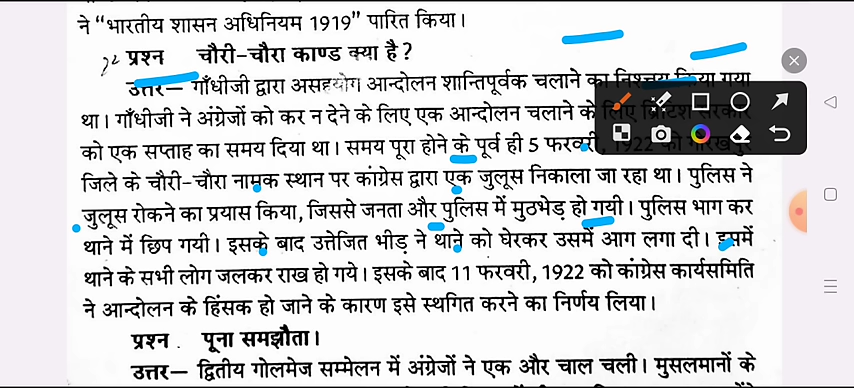 ने “भारतीय शासन अधिनियम 1919” पारित किया।
प्रश्न चौरी-चौरा काण्ड क्या है?
उत्तर— गाँधीजी द्वारा असहयोग आन्दोलन शान्तिपूर्वक चलाने का निश्चय किया गया
था। गाँधीजी ने अंग्रेजों को कर न देने के लिए एक आन्दोलन चलाने के लिए ब्रिटिश सरकार
को एक सप्ताह का समय दिया था। समय पूरा होने के पूर्व ही 5 फरवरी, 1922 को गोरखपुर
जिले के चौरी-चौरा नामक स्थान पर कांग्रेस द्वारा एक जुलूस निकाला जा रहा था। पुलिस ने
जुलूस रोकने का प्रयास किया, जिससे जनता और पुलिस में मुठभेड़ हो गयी। पुलिस भाग कर
थाने में छिप गयी। इसके बाद उत्तेजित भीड़ ने थाने को घेरकर उसमें आग लगा दी। इसमें
थाने के सभी लोग जलकर राख हो गये। इसके बाद 11 फरवरी, 1922 को कांग्रेस कार्यसमिति
ने आन्दोलन के हिंसक हो जाने के कारण इसे स्थगित करने का निर्णय लिया।
प्रश्न. पूना समझौता।
उत्तर— द्वितीय गोलमेज सम्मेलन में अंग्रेजों ने एक और चाल चली। मुसलमानों के